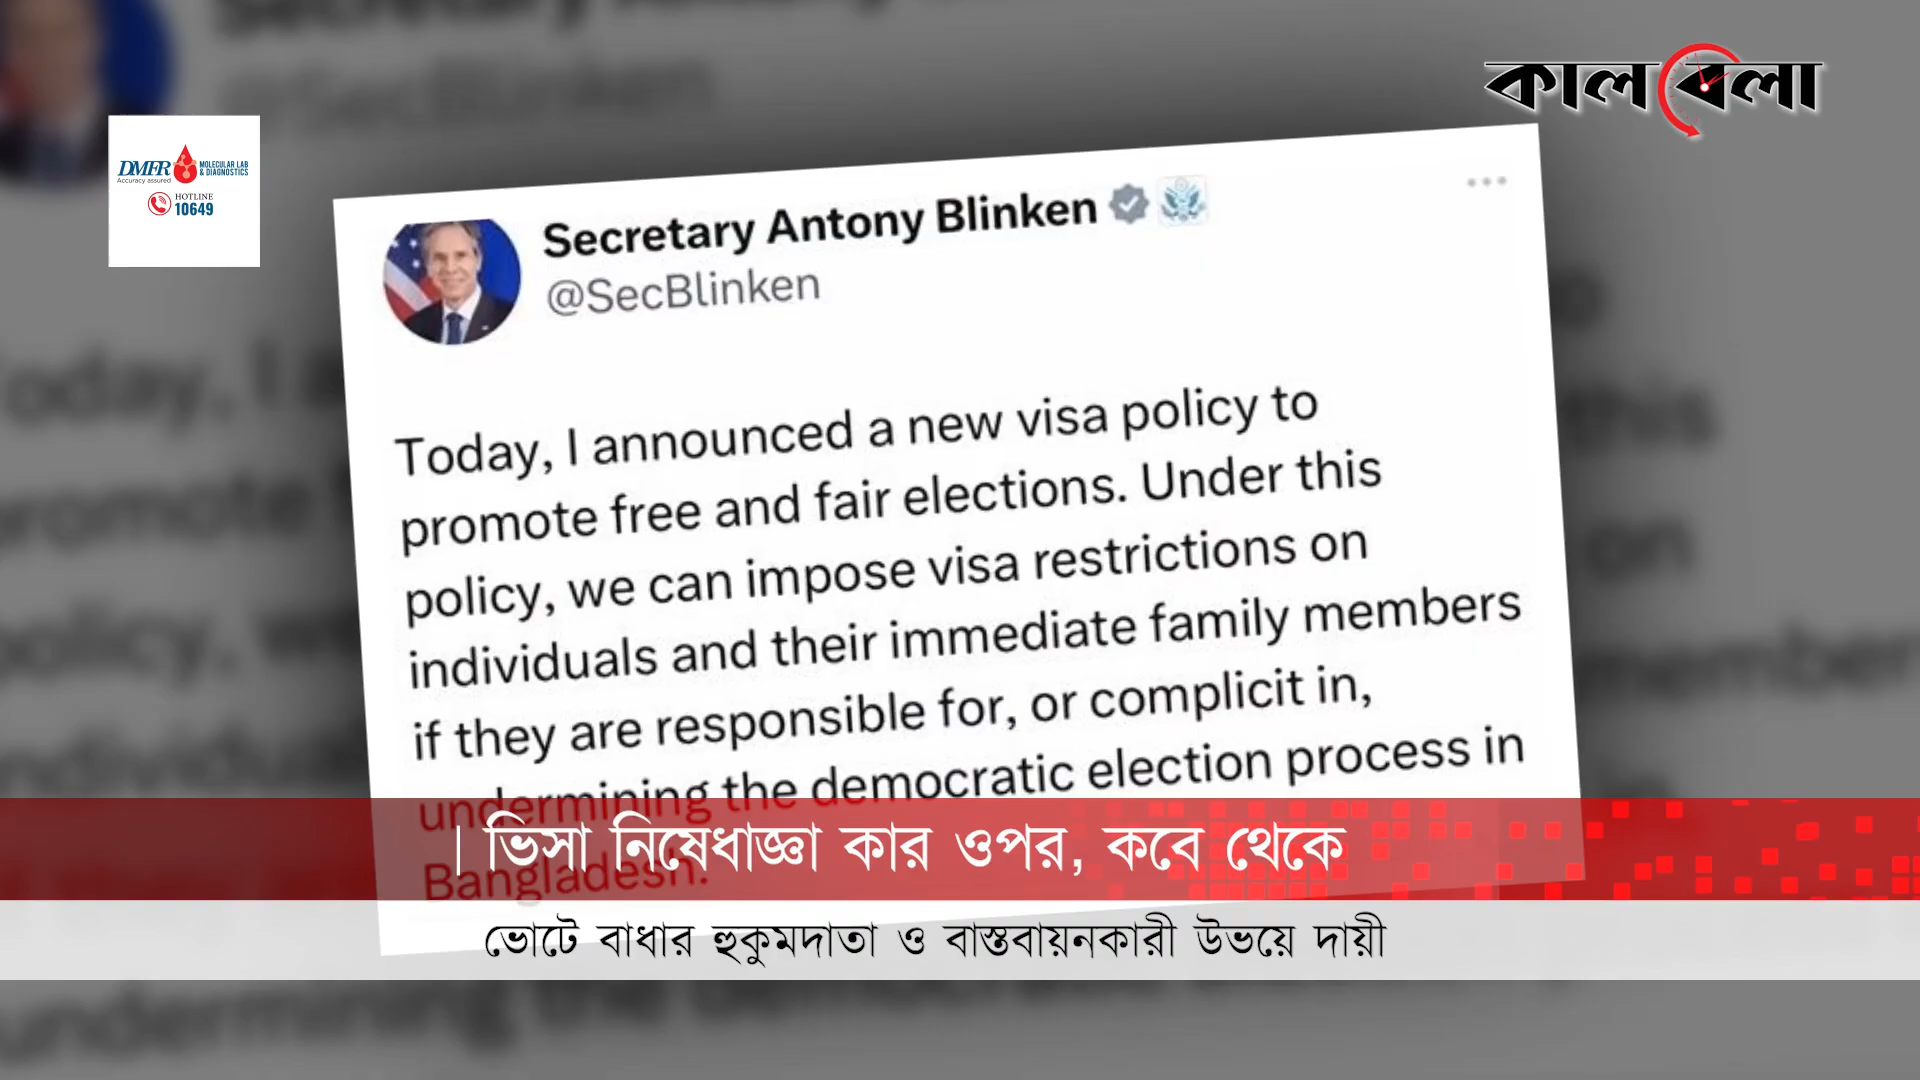 কালবেলা
DMFR MOLECULAR LAB
& DIAGNOSTICS
Accuracy assured
HOTLINE
10649
Secretary Antony Blinken
@SecBlinken
Today, I announced a new visa policy to
promote free and fair elections. Under this
policy, we can impose visa restrictions on
individuals and their immediate family members
if they are responsible for, or complicit in,
undermining the democratic election process in
Bangladesh.
| ভিসা নিষেধাজ্ঞা কার ওপর, কবে থেকে
ভোটে বাধার হুকুমদাতা ও বাস্তবায়নকারী উভয়ে দায়ী